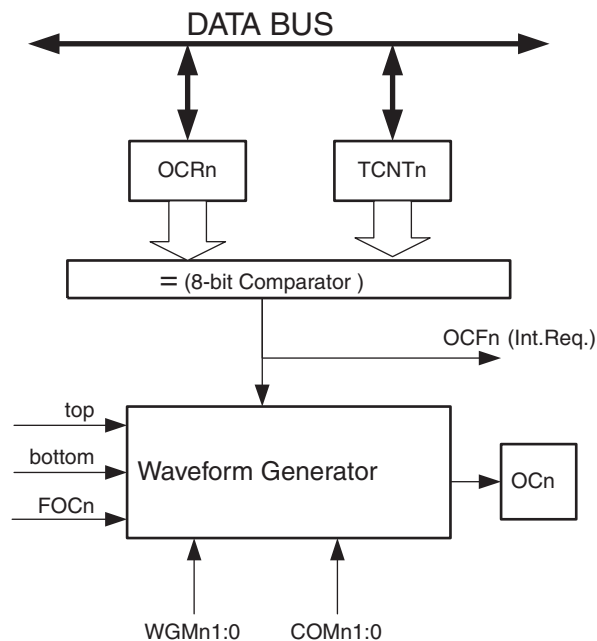 DATA BUS
OCRn
TCNTn
= (8-bit Comparator )
OCFn (Int.Req.)
top
bottom
FOCn
Waveform Generator
OCn
WGMn1:0
COMn1:0